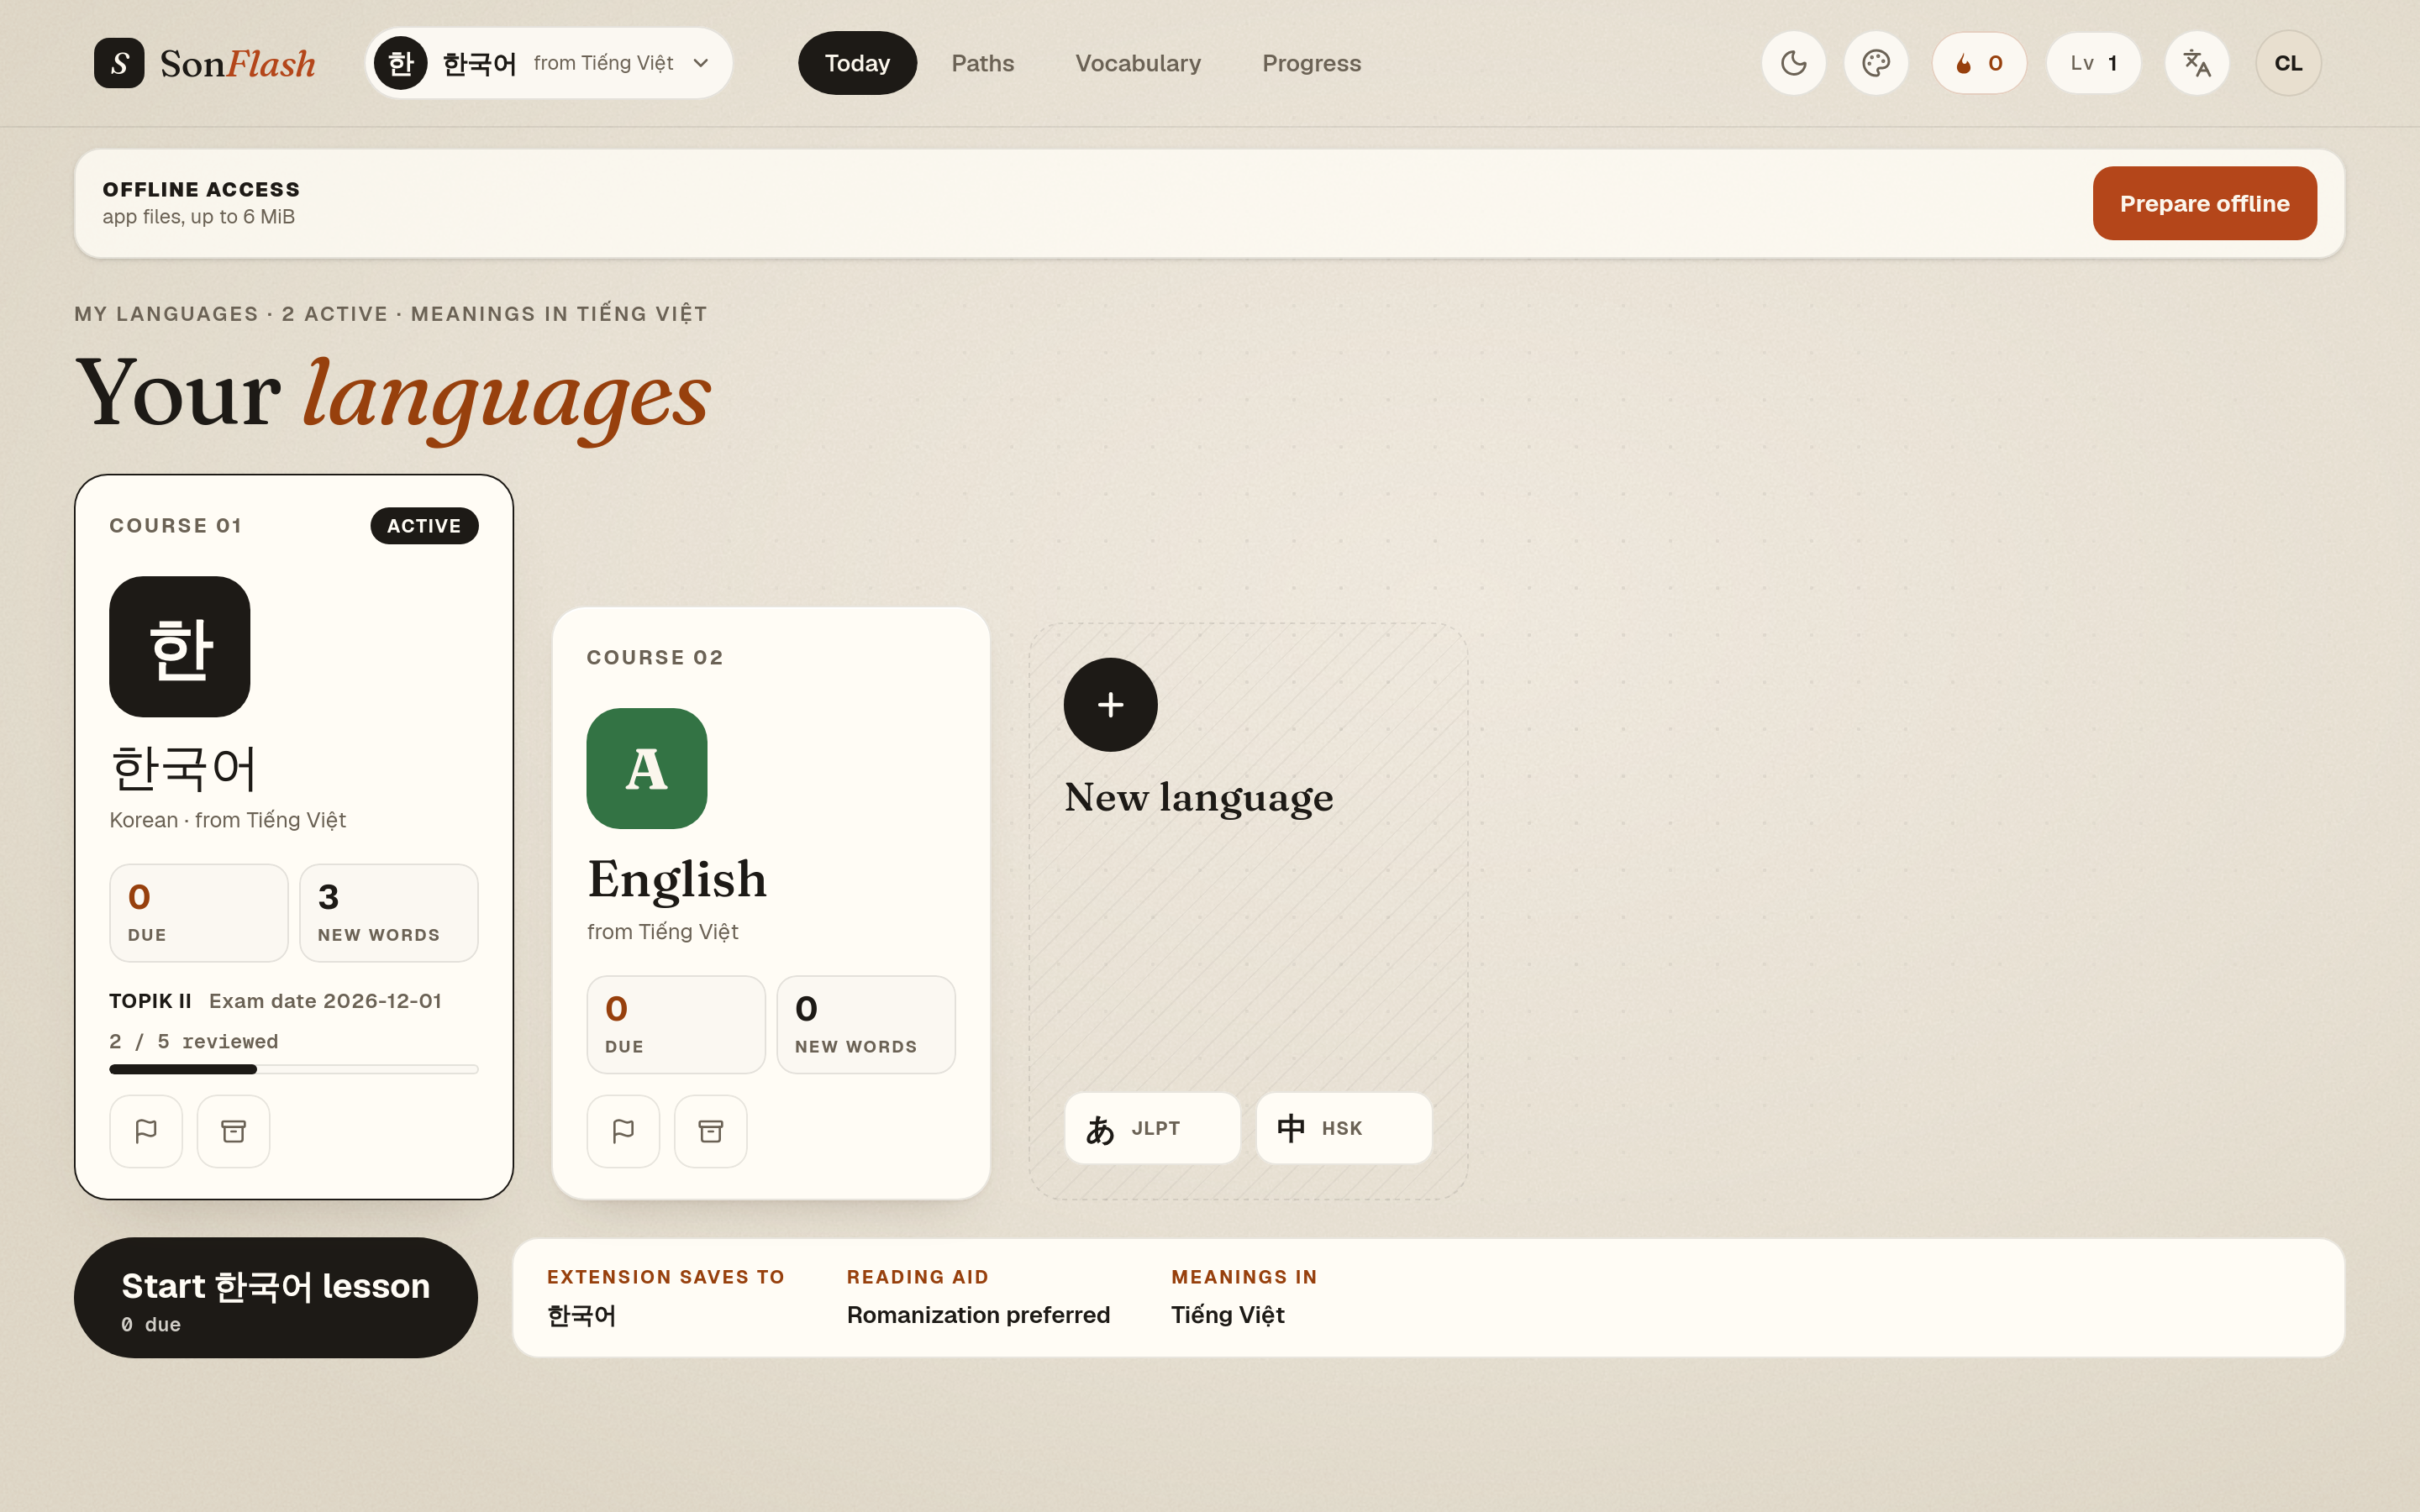 S SonFlash
한 한국어 from Tiếng Việt
Today
Paths
Vocabulary
Progress
0
Lv 1
CL
OFFLINE ACCESS
app files, up to 6 MiB
Prepare offline
MY LANGUAGES · 2 ACTIVE · MEANINGS IN TIẾNG VIỆT
Your languages
COURSE 01
ACTIVE
한
한국어
Korean · from Tiếng Việt
0
DUE
3
NEW WORDS
TOPIK II Exam date 2026-12-01
2 / 5 reviewed
COURSE 02
A
English
from Tiếng Việt
0
DUE
0
NEW WORDS
New language
あ JLPT
中 HSK
Start 한국어 lesson
0 due
EXTENSION SAVES TO
한국어
READING AID
Romanization preferred
MEANINGS IN
Tiếng Việt